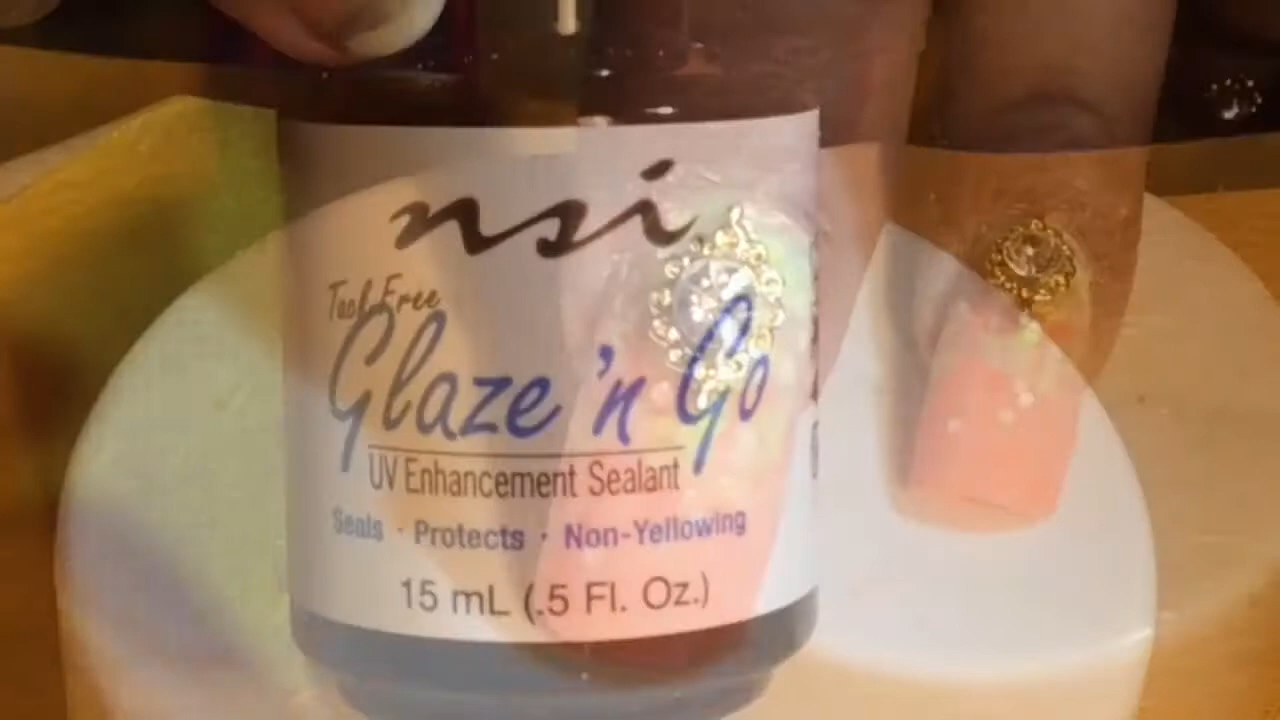 nsi
Tack Free
Glaze 'n Go
UV Enhancement Sealant
Seals · Protects · Non-Yellowing
15 mL (.5 Fl. Oz.)